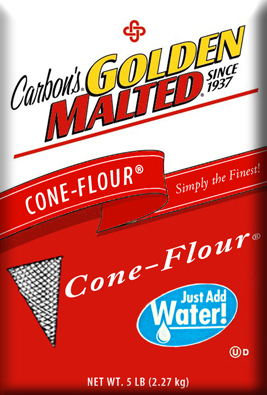 Carbon's® GOLDEN
MALTED® SINCE
1937
CONE-FLOUR® Simply the Finest!
Cone-Flour®
Just Add
Water!
U D
NET WT. 5 LB (2.27 kg)